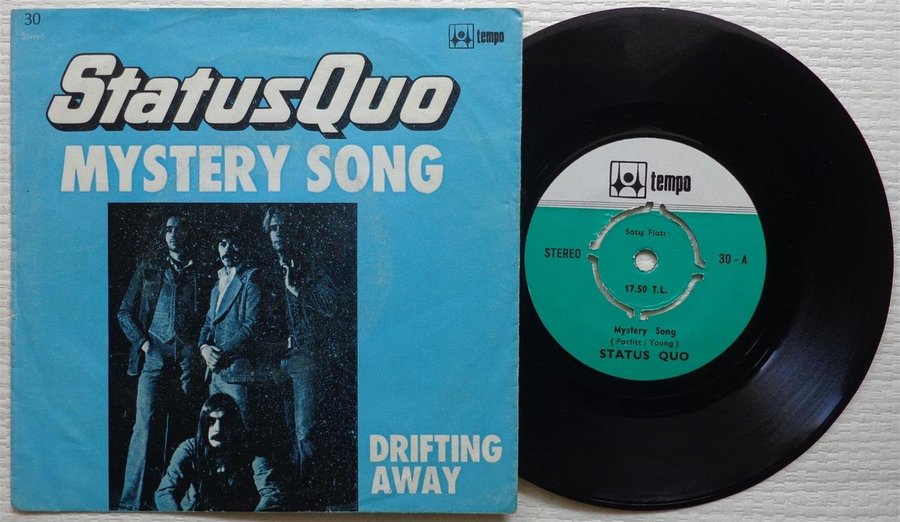 30
Stereo
tempo
StatusQuo
MYSTERY SONG
DRIFTING
AWAY
tempo
Satış Fiatı
STEREO
30 - A
17.50 T.L.
Mystery Song
( Parfitt / Young )
STATUS QUO